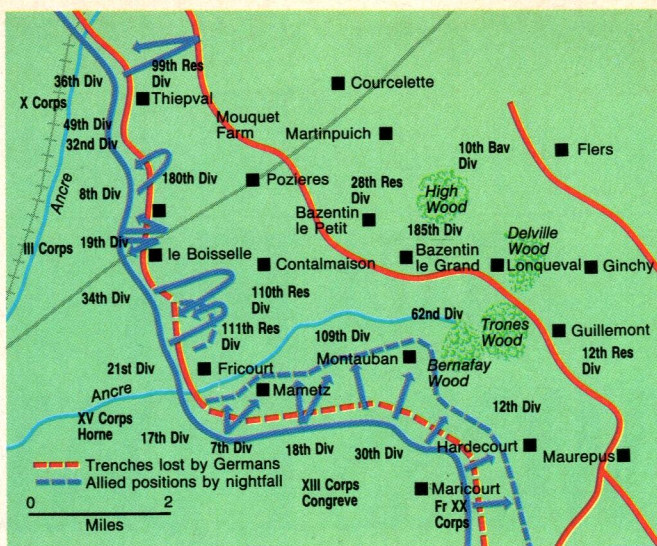 99th Res
Div
36th Div
Courcelette
X Corps
Thiepval
49th Div
Mouquet
Farm
Martinpuich
32nd Div
10th Bav
Div
Flers
Ancre
8th Div
180th Div
Pozieres
28th Res
Div
High
Wood
Bazentin
le Petit
185th Div
Delville
Wood
III Corps
19th Div
le Boisselle
Contalmaison
Bazentin
le Grand
Lonqueval
Ginchy
34th Div
110th Res
Div
111th Res
Div
109th Div
62nd Div
Trones
Wood
Guillemont
12th Res
Div
21st Div
Fricourt
Montauban
Bernafay
Wood
Ancre
Mametz
12th Div
XV Corps
Horne
17th Div
7th Div
18th Div
30th Div
Hardecourt
Maurepus
Trenches lost by Germans
Allied positions by nightfall
0
2
Miles
XIII Corps
Congreve
Maricourt
Fr XX
Corps